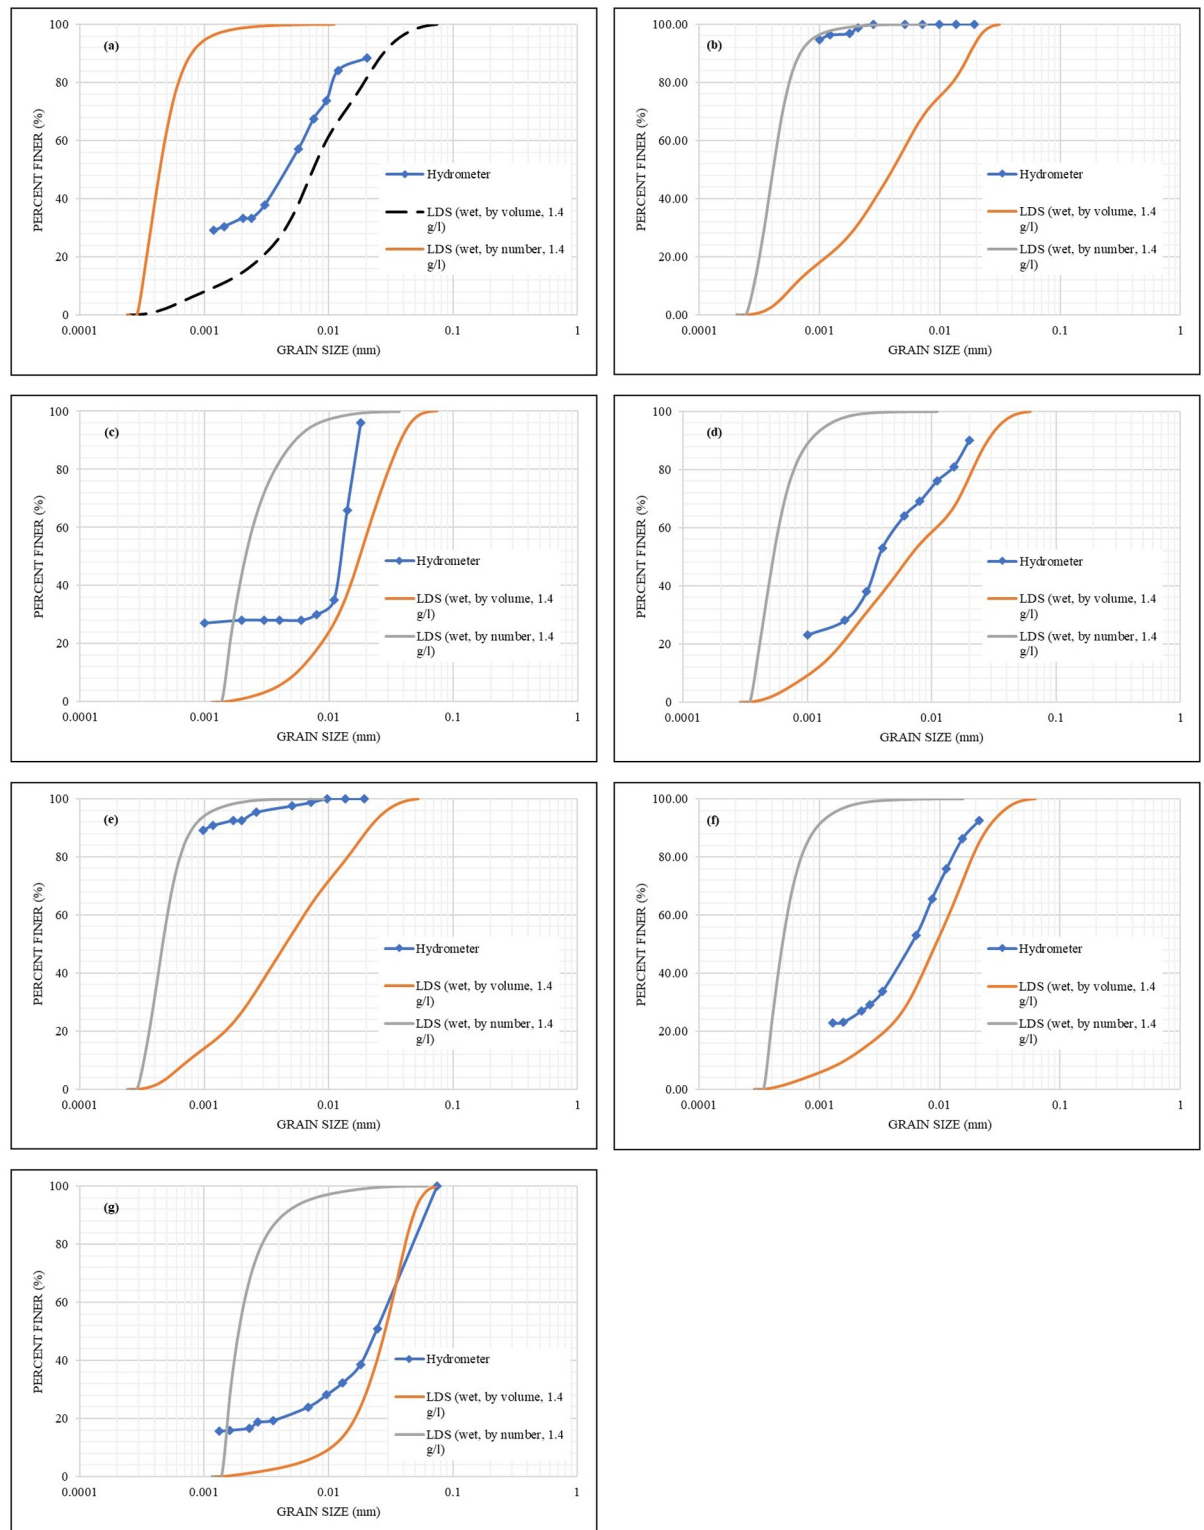 (a)
PERCENT FINER (%)
100
80
60
40
20
0
0.0001
0.001
0.01
0.1
1
GRAIN SIZE (mm)
Hydrometer
LDS (wet, by volume, 1.4
g/l)
LDS (wet, by number, 1.4
g/l)
(b)
PERCENT FINER (%)
100.00
80.00
60.00
40.00
20.00
0.00
0.0001
0.001
0.01
0.1
1
GRAIN SIZE (mm)
Hydrometer
LDS (wet, by volume, 1.4
g/l)
LDS (wet, by number, 1.4
g/l)
(c)
PERCENT FINER (%)
100
80
60
40
20
0
0.0001
0.001
0.01
0.1
1
GRAIN SIZE (mm)
Hydrometer
LDS (wet, by volume, 1.4
g/l)
LDS (wet, by number, 1.4
g/l)
(d)
PERCENT FINER (%)
100
80
60
40
20
0
0.0001
0.001
0.01
0.1
1
GRAIN SIZE (mm)
Hydrometer
LDS (wet, by volume, 1.4
g/l)
LDS (wet, by number, 1.4
g/l)
(e)
PERCENT FINER (%)
100
80
60
40
20
0
0.0001
0.001
0.01
0.1
1
GRAIN SIZE (mm)
Hydrometer
LDS (wet, by volume, 1.4
g/l)
LDS (wet, by number, 1.4
g/l)
(f)
PERCENT FINER (%)
100.00
80.00
60.00
40.00
20.00
0.00
0.0001
0.001
0.01
0.1
1
GRAIN SIZE (mm)
Hydrometer
LDS (wet, by volume, 1.4
g/l)
LDS (wet, by number, 1.4
g/l)
(g)
PERCENT FINER (%)
100
80
60
40
20
0
0.0001
0.001
0.01
0.1
1
GRAIN SIZE (mm)
Hydrometer
LDS (wet, by volume, 1.4
g/l)
LDS (wet, by number, 1.4
g/l)